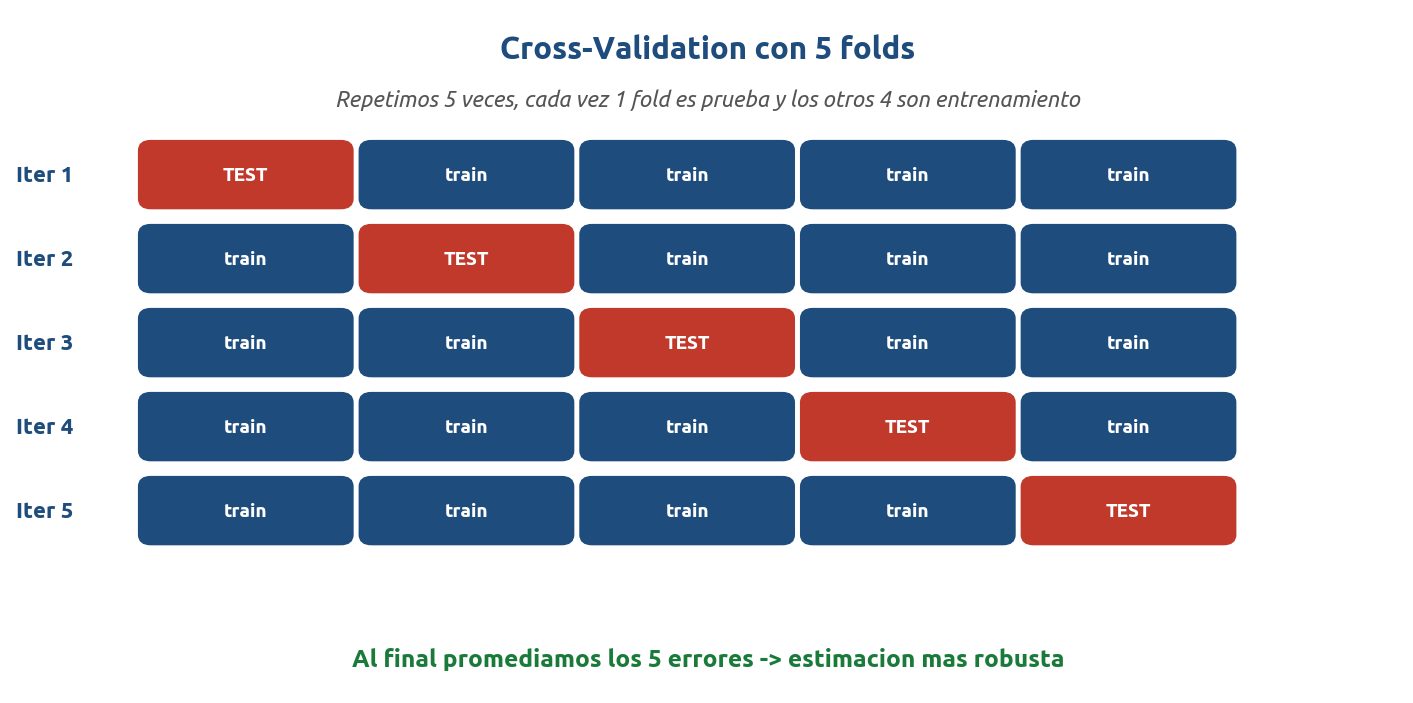 Cross-Validation con 5 folds
Repetimos 5 veces, cada vez 1 fold es prueba y los otros 4 son entrenamiento
Iter 1 TEST train train train train
Iter 2 train TEST train train train
Iter 3 train train TEST train train
Iter 4 train train train TEST train
Iter 5 train train train train TEST
Al final promediamos los 5 errores -> estimacion mas robusta